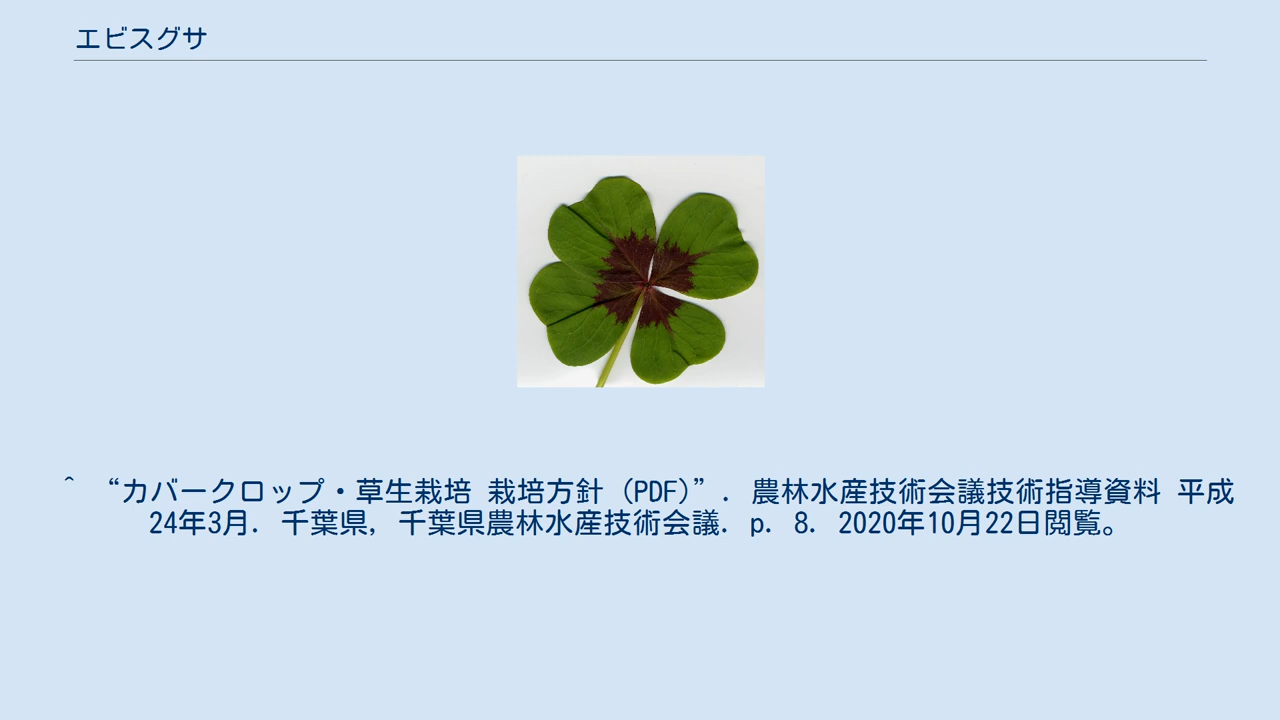 エビスグサ
^ “カバークロップ・草生栽培 栽培方針 (PDF)”. 農林水産技術会議技術指導資料 平成
24年3月. 千葉県, 千葉県農林水産技術会議. p. 8. 2020年10月22日閲覧。